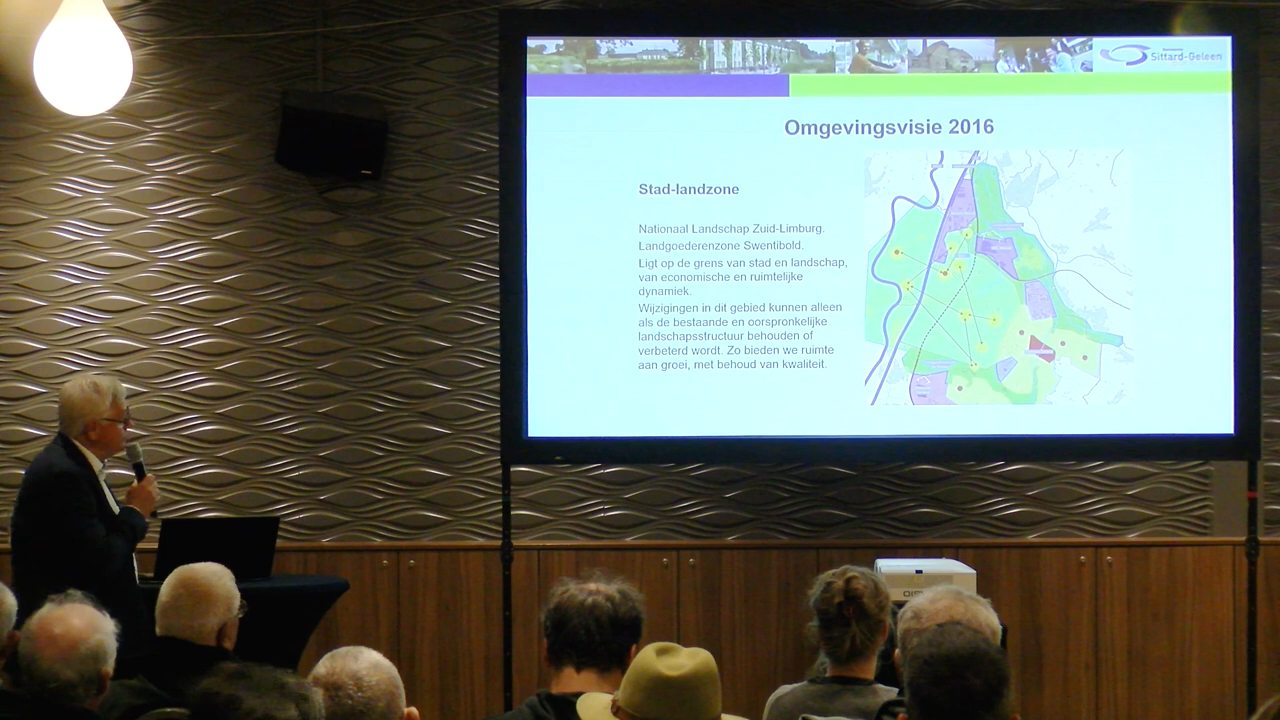 Gemeente
Sittard-Geleen
Omgevingsvisie 2016
Stad-landzone
Nationaal Landschap Zuid-Limburg.
Landgoederenzone Swentibold.
Ligt op de grens van stad en landschap,
van economische en ruimtelijke
dynamiek.
Wijzigingen in dit gebied kunnen alleen
als de bestaande en oorspronkelijke
landschapsstructuur behouden of
verbeterd wordt. Zo bieden we ruimte
aan groei, met behoud van kwaliteit.